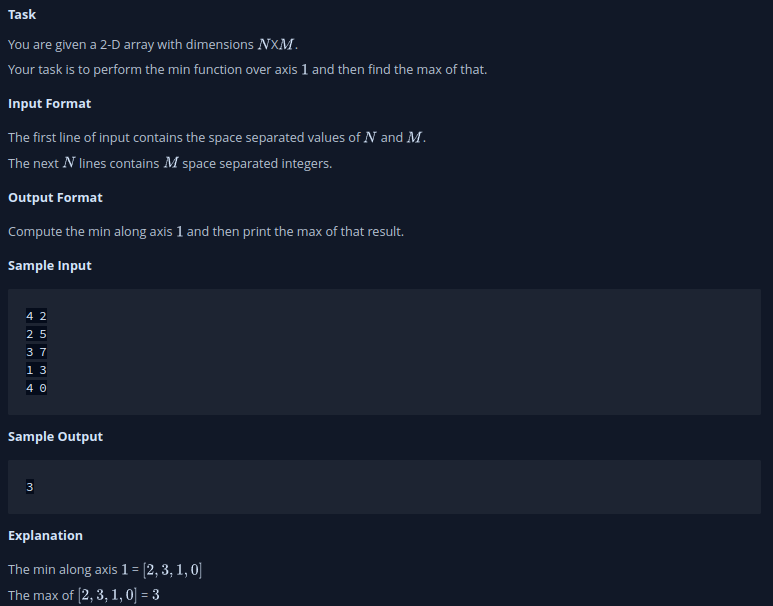 Task
You are given a 2-D array with dimensions NXM.
Your task is to perform the min function over axis 1 and then find the max of that.
Input Format
The first line of input contains the space separated values of N and M.
The next N lines contains M space separated integers.
Output Format
Compute the min along axis 1 and then print the max of that result.
Sample Input
4 2
2 5
3 7
1 3
4 0
Sample Output
3
Explanation
The min along axis 1 = [2, 3, 1, 0]
The max of [2, 3, 1, 0] = 3